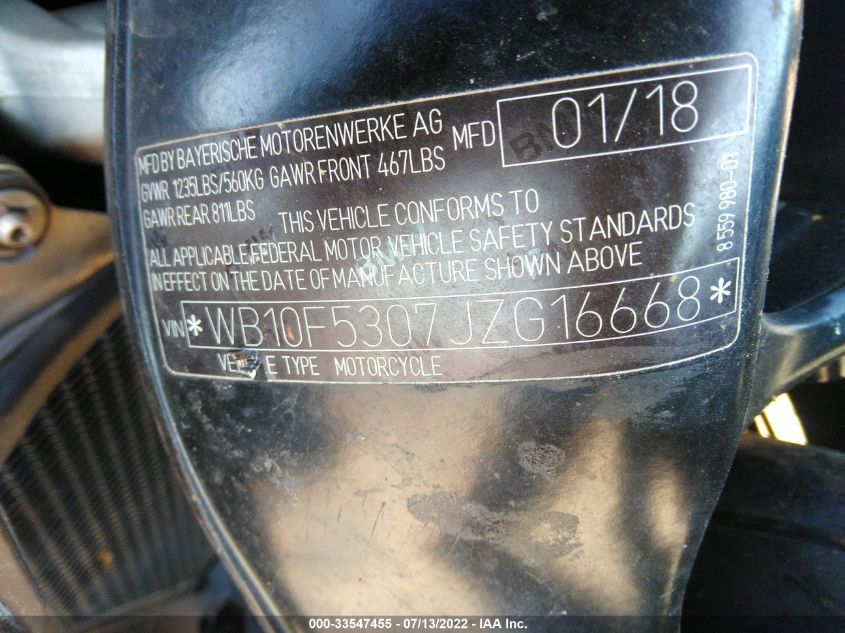 MFD BY BAYERISCHE MOTORENWERKE AG MFD 01/18
GVWR 1235LBS/560KG GAWR FRONT 467LBS
GAWR REAR 811LBS THIS VEHICLE CONFORMS TO
ALL APPLICABLE FEDERAL MOTOR VEHICLE SAFETY STANDARDS
IN EFFECT ON THE DATE OF MANUFACTURE SHOWN ABOVE
8 559 980-01
VIN *WB10F5307JZG16668*
TYPE MOTORCYCLE
000-33547455 - 07/13/2022 - IAA Inc.